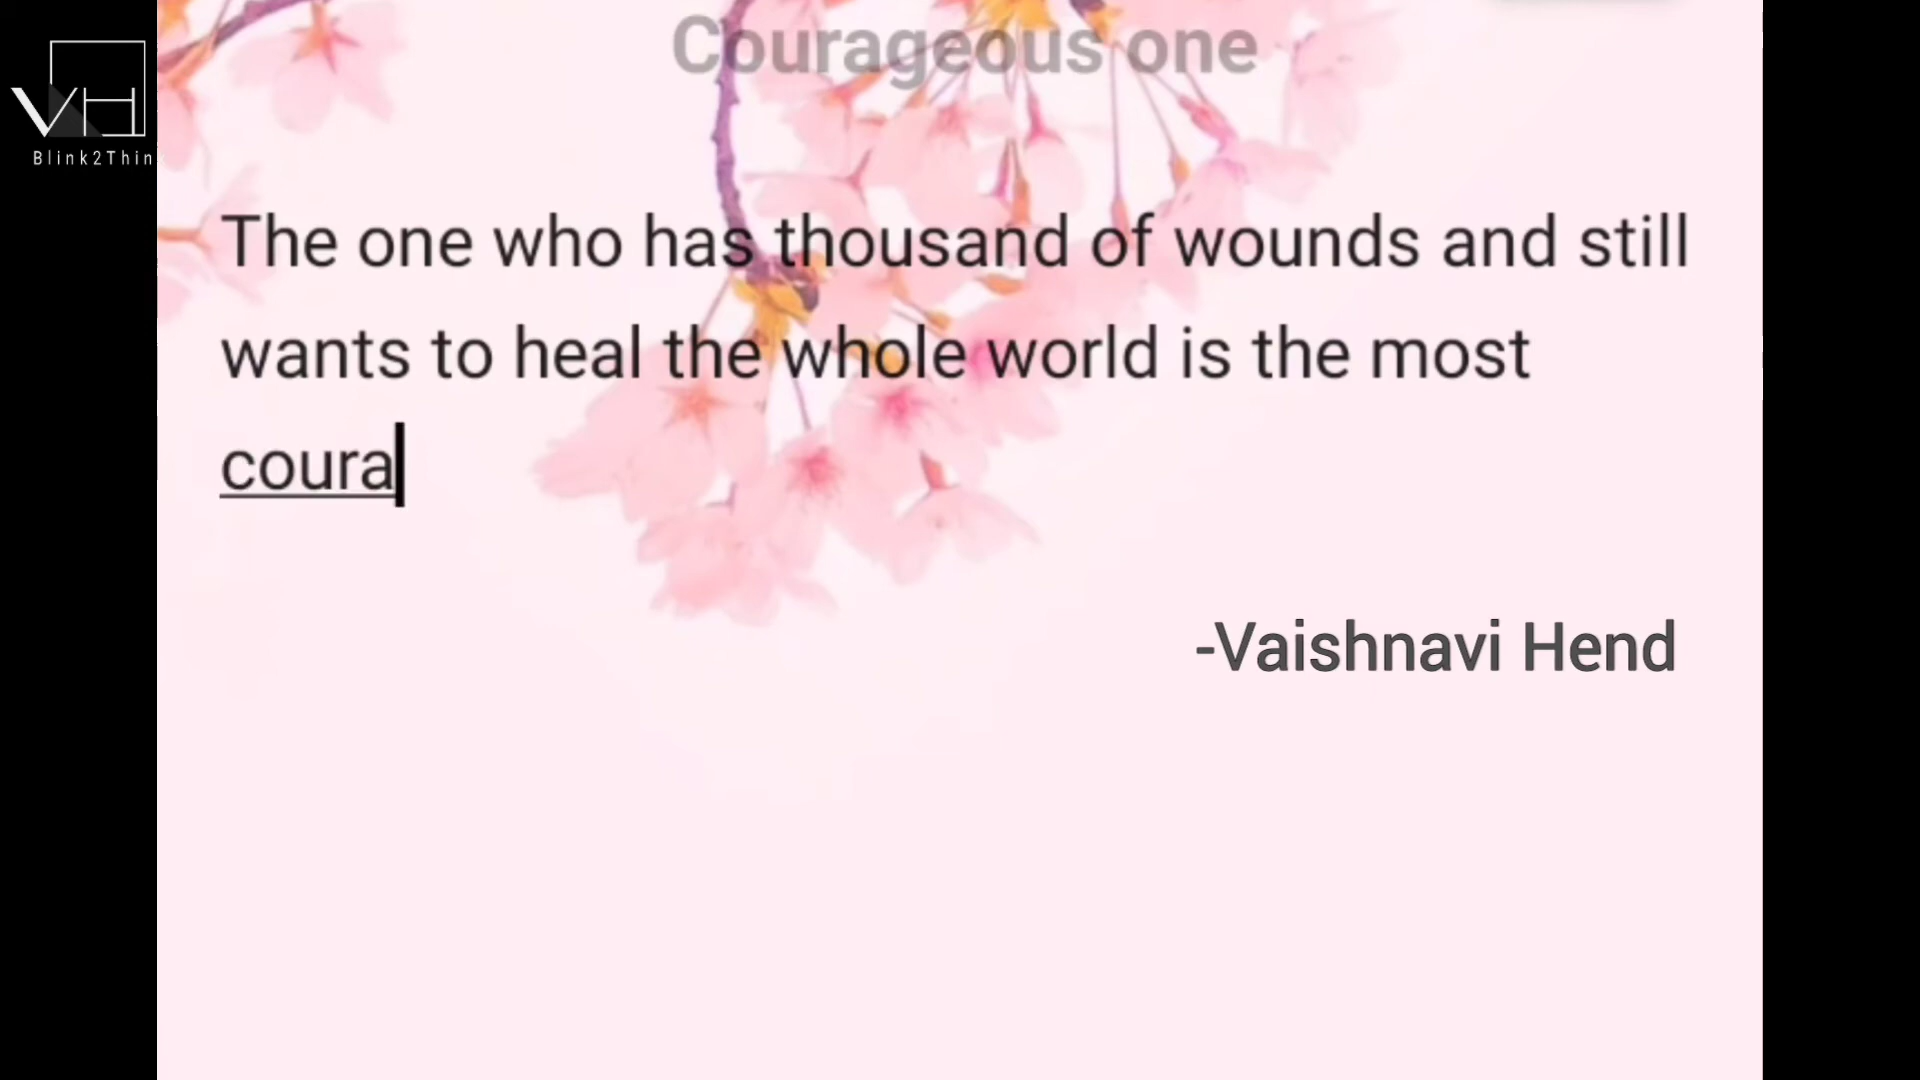 VH
Blink2Thin
Courageous one
The one who has thousand of wounds and still
wants to heal the whole world is the most
coura
-Vaishnavi Hend